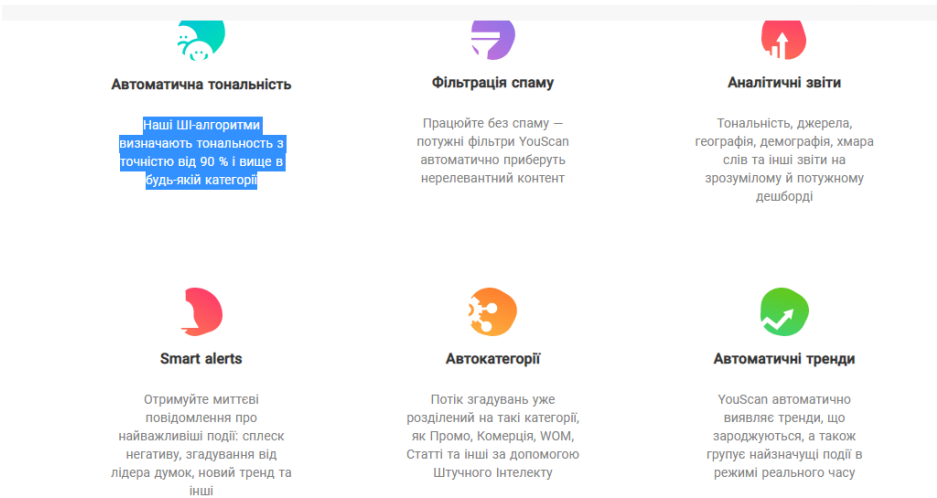 Автоматична тональність
Наші ШІ-алгоритми
визначають тональность з
точністю від 90 % і вище в
будь-якій категорії
Фільтрація спаму
Працюйте без спаму —
потужні фільтри YouScan
автоматично приберуть
нерелевантний контент
Аналітичні звіти
Тональність, джерела,
географія, демографія, хмара
слів та інші звіти на
зрозумілому й потужному
дешборді
Smart alerts
Отримуйте миттєві
повідомлення про
найважливіші події: сплеск
негативу, згадування від
лідера думок, новий тренд та
інші
Автокатегорії
Потік згадувань уже
розділений на такі категорії,
як Промо, Комерція, WOM,
Статті та інші за допомогою
Штучного Інтелекту
Автоматичні тренди
YouScan автоматично
виявляє тренди, що
зароджуються, а також
групує найзначущі події в
режимі реального часу